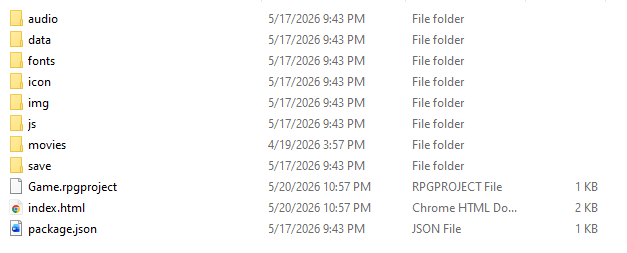 audio 5/17/2026 9:43 PM File folder
data 5/17/2026 9:43 PM File folder
fonts 5/17/2026 9:43 PM File folder
icon 5/17/2026 9:43 PM File folder
img 5/17/2026 9:43 PM File folder
js 5/17/2026 9:43 PM File folder
movies 4/19/2026 3:57 PM File folder
save 5/17/2026 9:43 PM File folder
Game.rpgproject 5/20/2026 10:57 PM RPGPROJECT File 1 KB
index.html 5/20/2026 10:57 PM Chrome HTML Do... 2 KB
package.json 5/17/2026 9:43 PM JSON File 1 KB